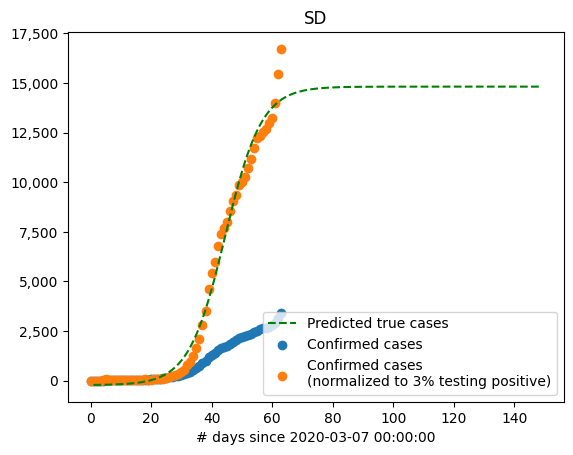 SD
17,500
15,000
12,500
10,000
7,500
5,000
2,500
0
Predicted true cases
Confirmed cases
Confirmed cases
(normalized to 3% testing positive)
0 20 40 60 80 100 120 140
# days since 2020-03-07 00:00:00